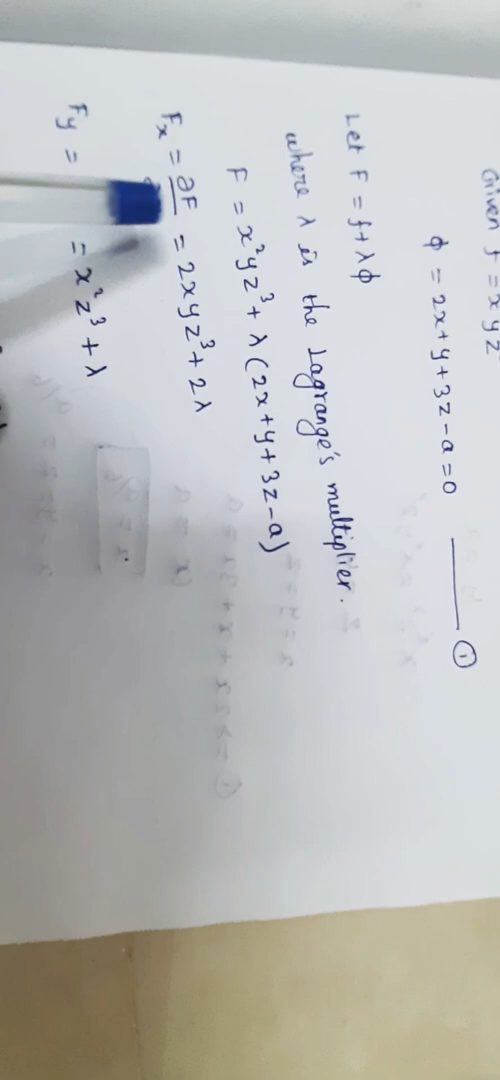 Given f = x y z
φ = 2x+y+3z-a=0 ——— ①
Let F = f+λφ
where λ is the Lagrange's multiplier.
F = x²yz³ + λ(2x+y+3z-a)
Fx = ∂F = 2xyz³+2λ
Fy = = x²z³+λ